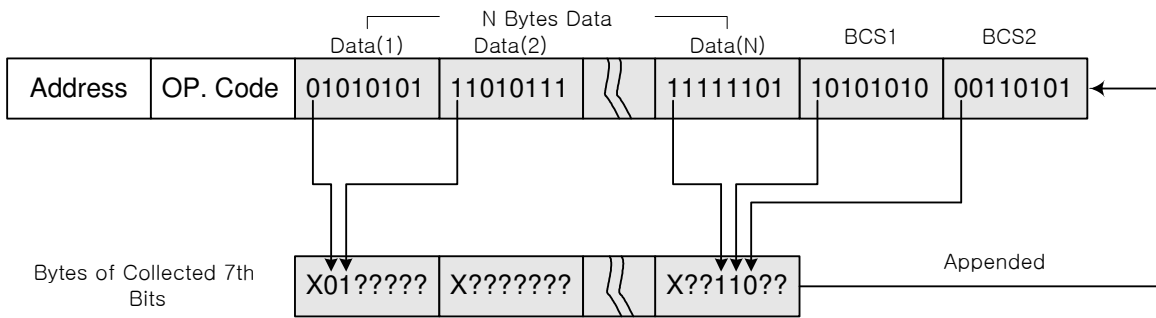 N Bytes Data
Data(1) Data(2) Data(N) BCS1 BCS2
Address OP. Code 01010101 11010111 11111101 10101010 00110101
Bytes of Collected 7th
Bits
X01????? X??????? X??110??
Appended